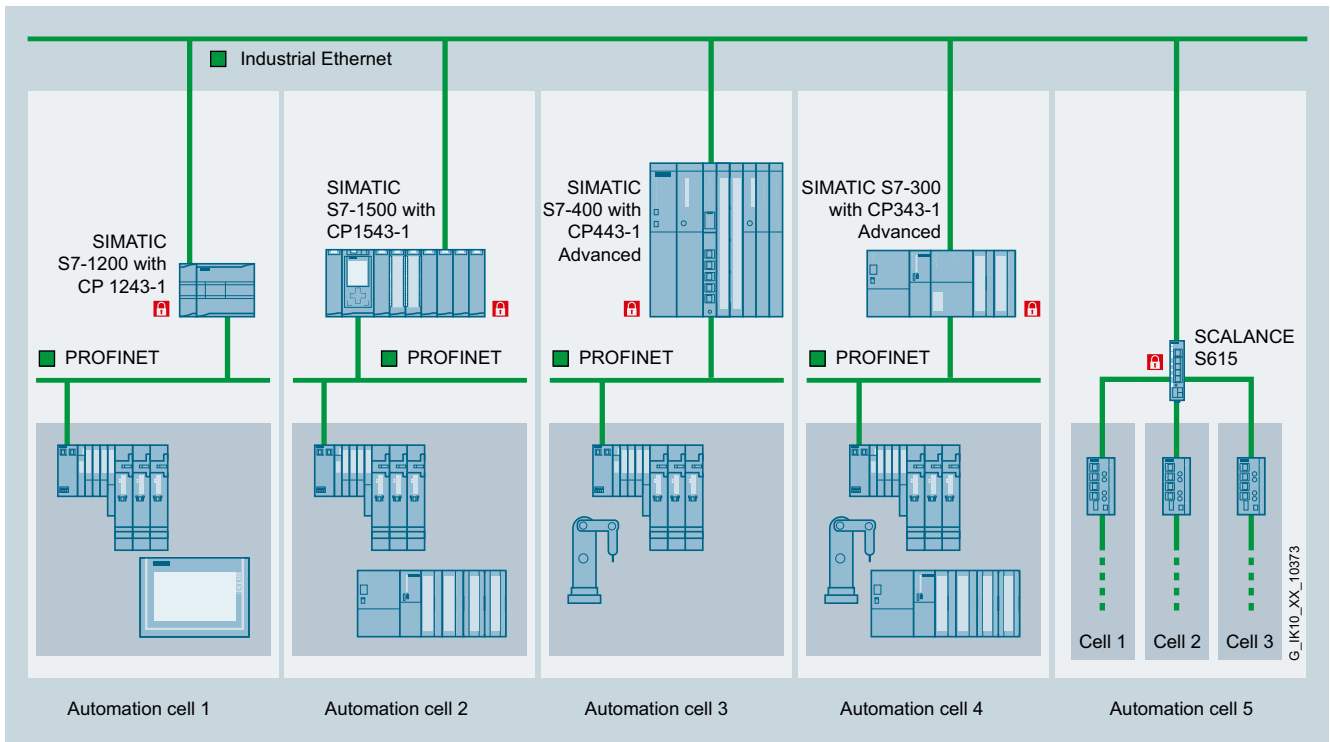 Industrial Ethernet
SIMATIC
S7-1200 with
CP 1243-1
PROFINET
Automation cell 1
SIMATIC
S7-1500 with
CP1543-1
PROFINET
Automation cell 2
SIMATIC
S7-400 with
CP443-1
Advanced
PROFINET
Automation cell 3
SIMATIC S7-300
with CP343-1
Advanced
PROFINET
Automation cell 4
SCALANCE
S615
Cell 1
Cell 2
Cell 3
Automation cell 5
G_IK10_XX_10373